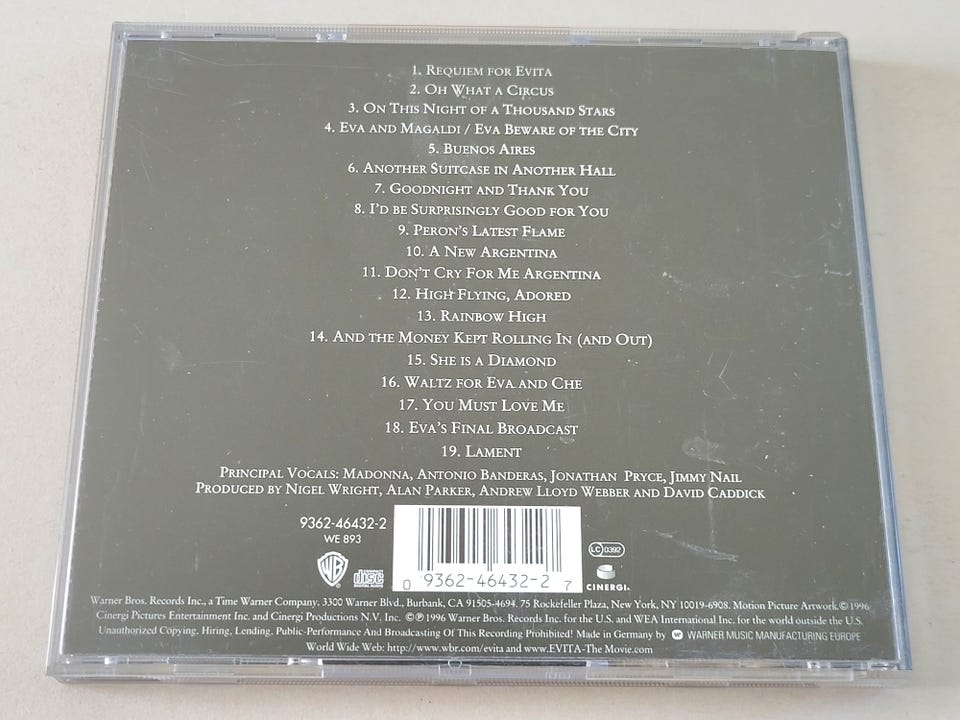 1. Requiem for Evita
2. Oh What a Circus
3. On This Night of a Thousand Stars
4. Eva and Magaldi / Eva Beware of the City
5. Buenos Aires
6. Another Suitcase in Another Hall
7. Goodnight and Thank You
8. I'd be Surprisingly Good for You
9. Peron's Latest Flame
10. A New Argentina
11. Don't Cry For Me Argentina
12. High Flying, Adored
13. Rainbow High
14. And the Money Kept Rolling In (and Out)
15. She is a Diamond
16. Waltz for Eva and Che
17. You Must Love Me
18. Eva's Final Broadcast
19. Lament
Principal Vocals: Madonna, Antonio Banderas, Jonathan Pryce, Jimmy Nail
Produced by Nigel Wright, Alan Parker, Andrew Lloyd Webber and David Caddick
9362-46432-2
WE 893
WB
COMPACT disc DIGITAL AUDIO
0 9362-46432-2 7
LC 0392
CINERGI.
Warner Bros. Records Inc., a Time Warner Company. 3300 Warner Blvd., Burbank, CA 91505-4694. 75 Rockefeller Plaza, New York, NY 10019-6908. Motion Picture Artwork © 1996
Cinergi Pictures Entertainment Inc. and Cinergi Productions N.V. Inc. © ℗ 1996 Warner Bros. Records Inc. for the U.S. and WEA International Inc. for the world outside the U.S.
Unauthorized Copying, Hiring, Lending, Public-Performance And Broadcasting Of This Recording Prohibited! Made in Germany by WARNER MUSIC MANUFACTURING EUROPE
World Wide Web: http://www.wbr.com/evita and www.EVITA-The Movie.com